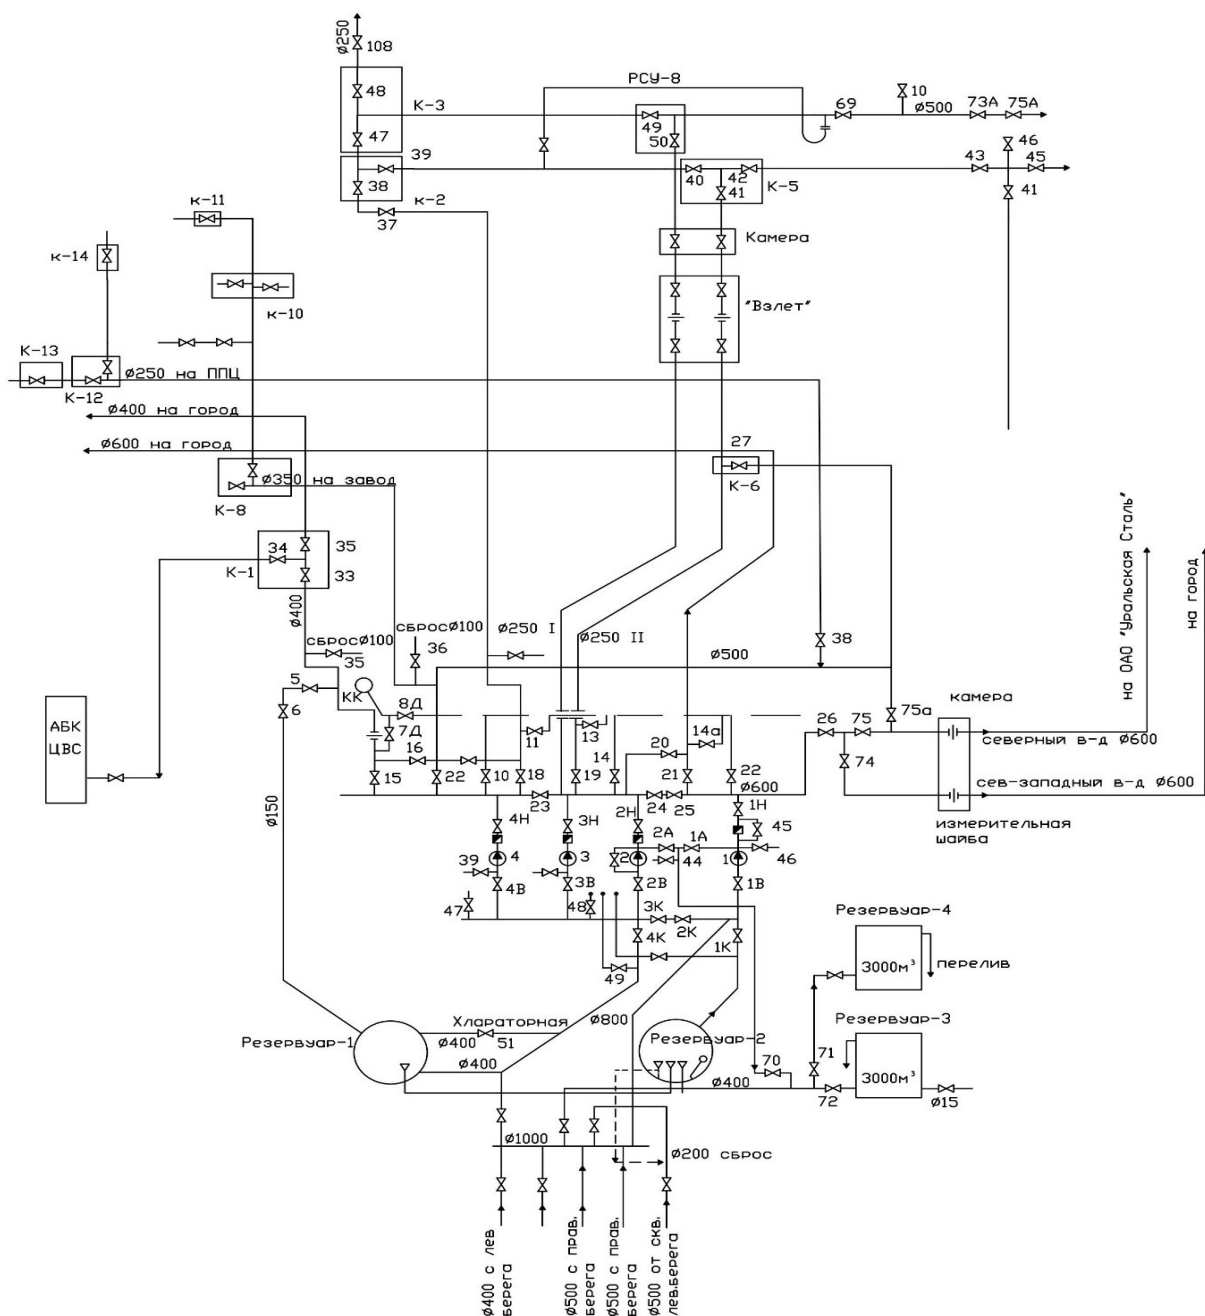 ø250
108
48
К-3
47
39
38
к-2
37
РСУ-8
69
10
ø500
73А
75А
49
50
46
43
45
40
42
К-5
41
41
к-11
к-14
к-10
Камера
"Взлет"
К-13
К-12
ø250 на ППЦ
ø400 на город
ø600 на город
27
К-6
ø350 на завод
К-8
34
35
К-1
33
ø400
сбросø100
35
сбросø100
36
ø250 I
ø250 II
38
ø500
на ОАО "Уральская Сталь"
на город
5
6
КК
8Д
7Д
16
11
13
14
20
14а
26
75
75а
74
камера
северный в-д ø600
сев-западный в-д ø600
измерительная
шайба
АБК
ЦВС
15
22
10
18
19
21
22
ø600
23
24
25
ø150
4Н
3Н
2Н
1Н
45
2А
1А
39
4
3
2
44
1
46
4В
3В
2В
1В
47
48
3К
2К
4К
1К
49
Резервуар-4
3000м³
перелив
Резервуар-3
3000м³
ø15
71
72
70
Хлараторная
Резервуар-1
ø400
51
ø400
ø800
Резервуар-2
ø400
ø1000
ø200 сброс
ø400 с лев
берега
ø500 с прав.
берега
ø500 с прав.
берега
ø500 от скв.
лев.берега